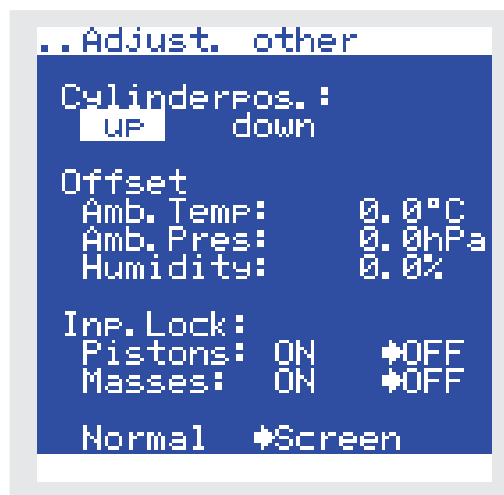 ..Adjust. other
Cylinderpos.:
up down
Offset
Amb.Temp: 0.0°C
Amb.Pres: 0.0hPa
Humidity: 0.0%
Inp.Lock:
Pistons: ON ➧OFF
Masses: ON ➧OFF
Normal ➧Screen